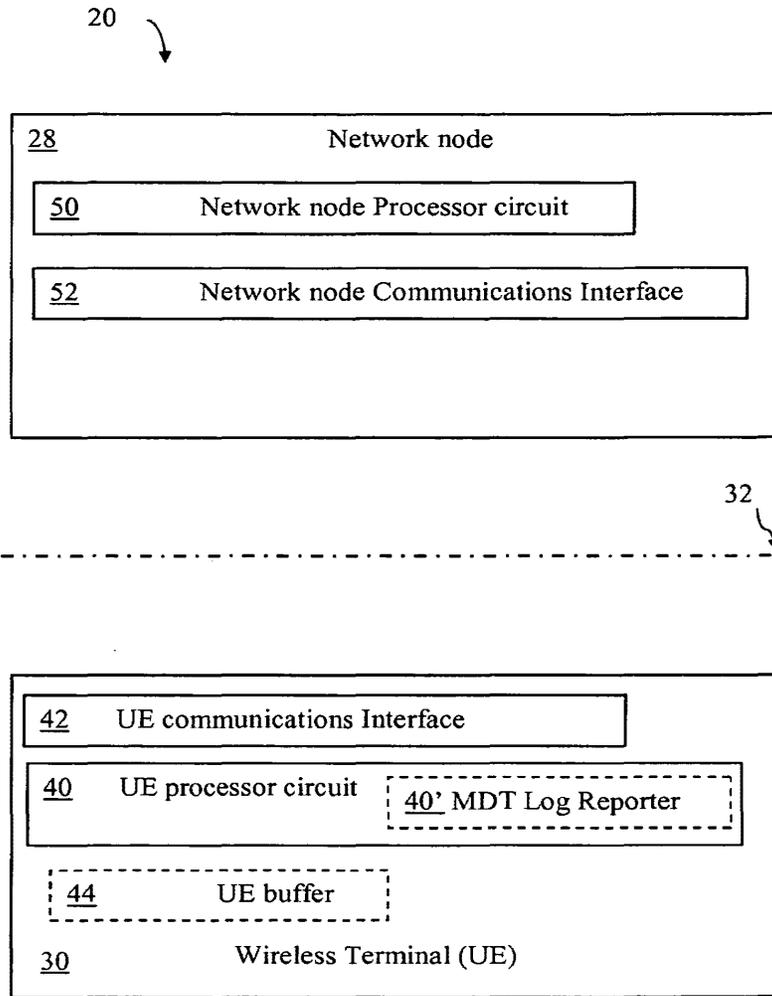 20
28 Network node
50 Network node Processor circuit
52 Network node Communications Interface
32
42 UE communications Interface
40 UE processor circuit
40' MDT Log Reporter
44 UE buffer
30 Wireless Terminal (UE)